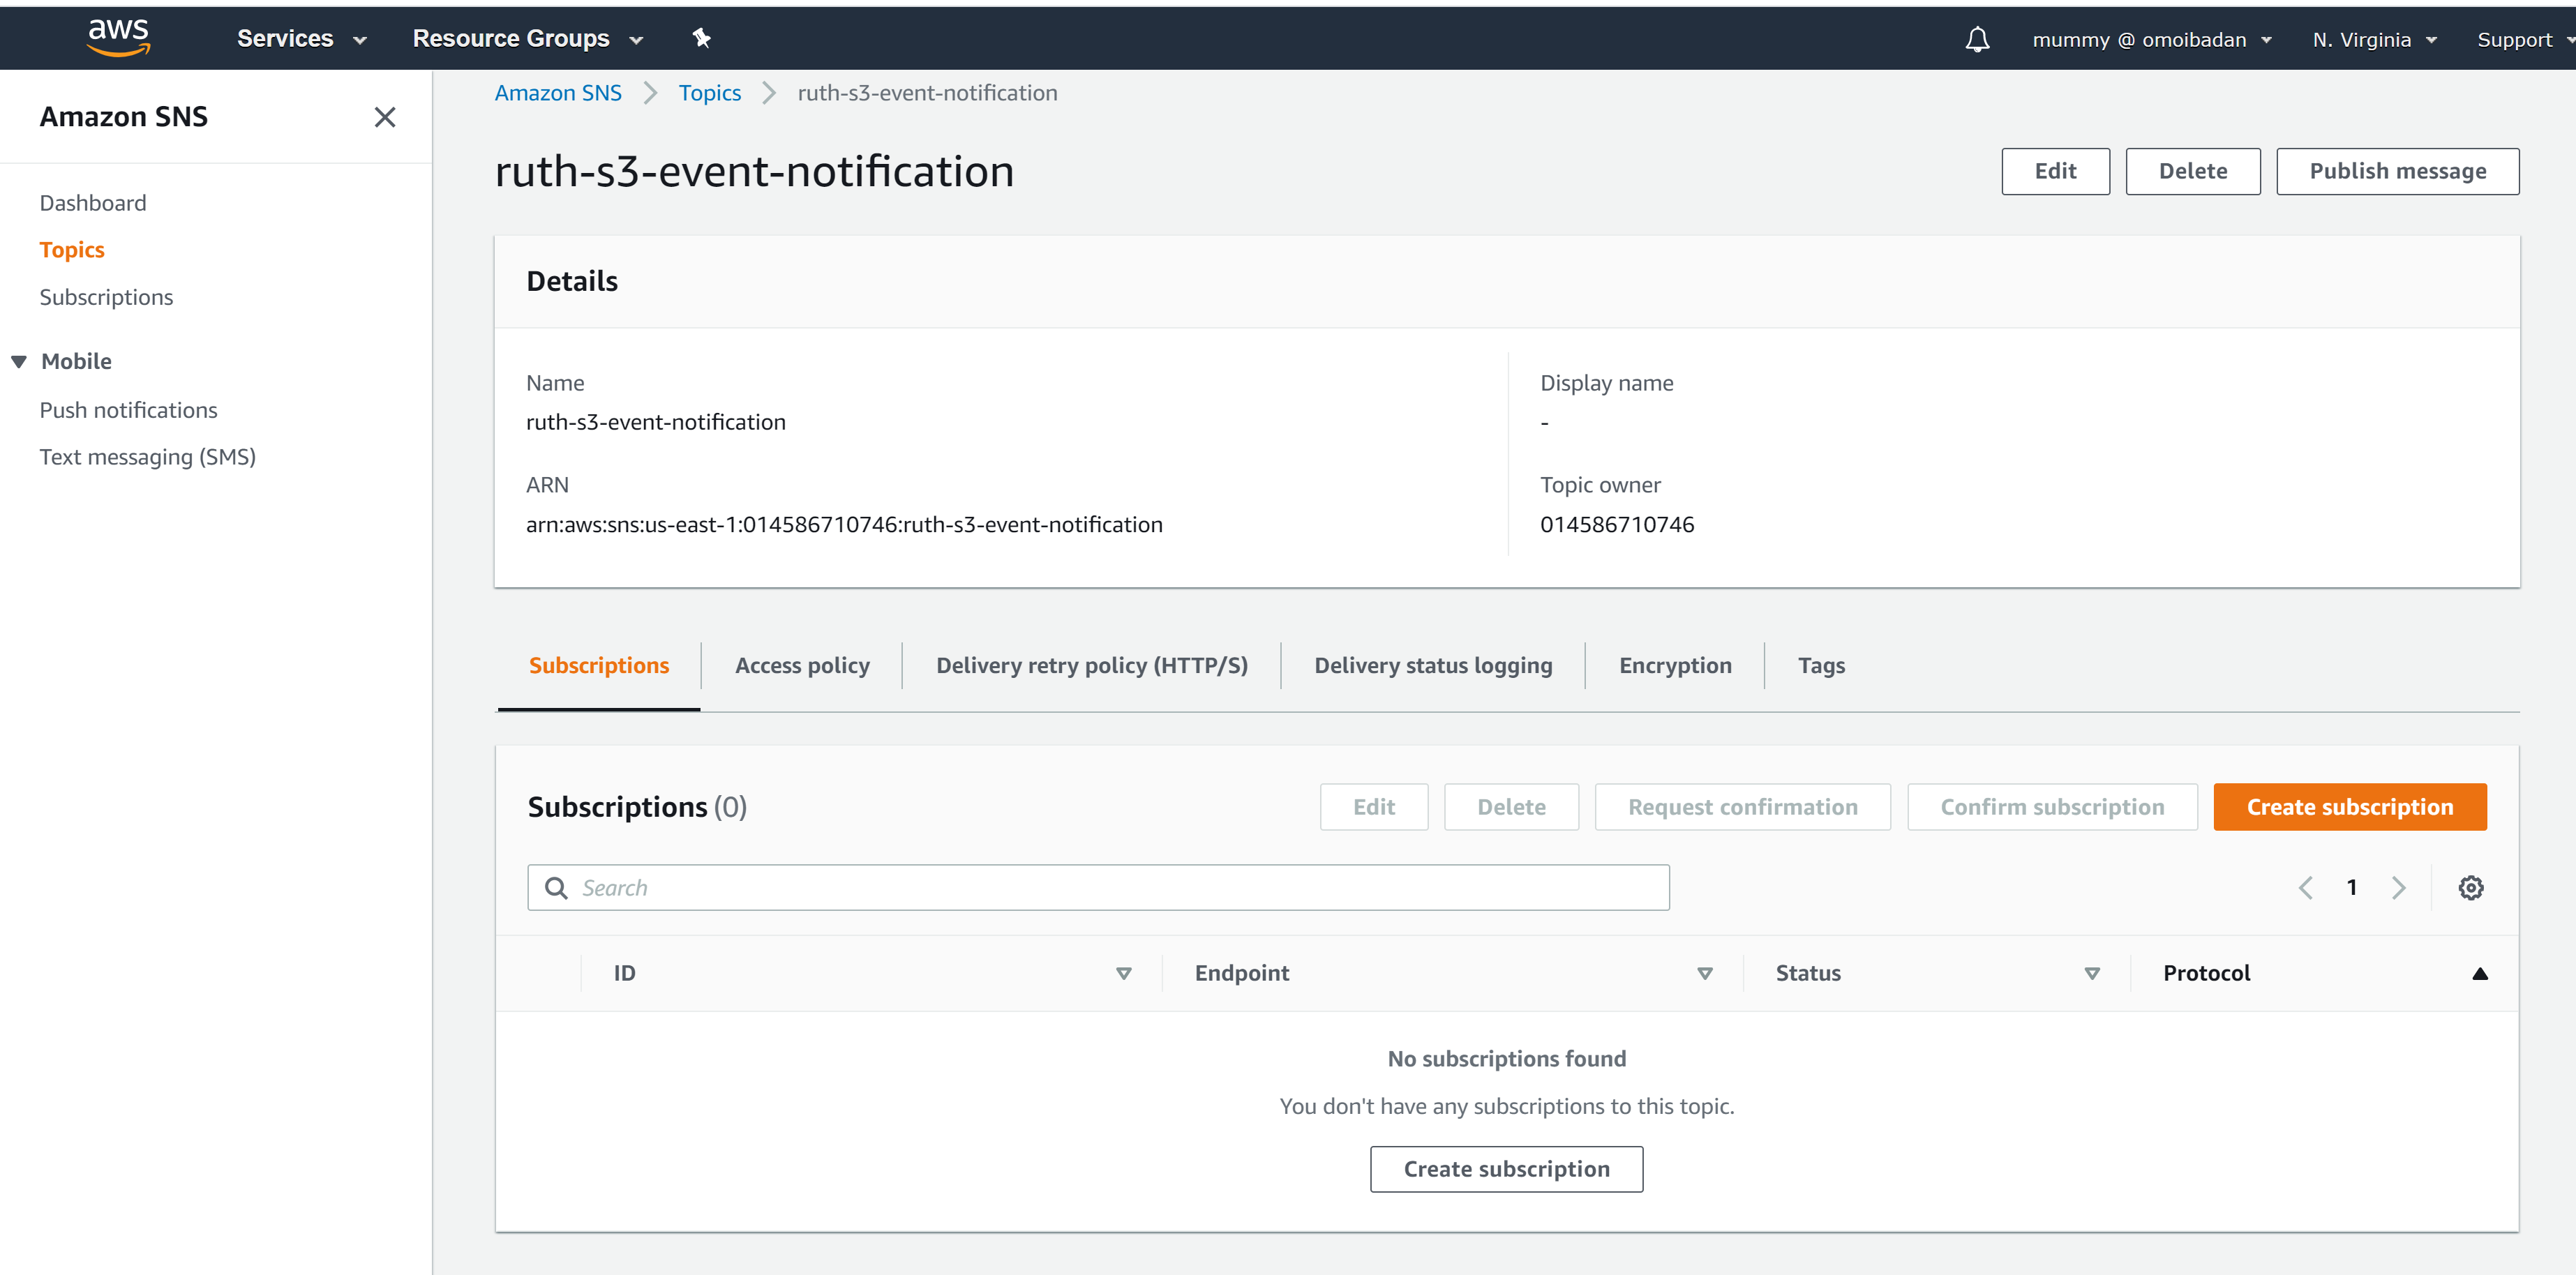 aws Services Resource Groups mummy @ omoibadan N. Virginia Support
Amazon SNS
Dashboard
Topics
Subscriptions
Mobile
Push notifications
Text messaging (SMS)
Amazon SNS Topics ruth-s3-event-notification
ruth-s3-event-notification
Edit Delete Publish message
Details
Name
ruth-s3-event-notification
ARN
arn:aws:sns:us-east-1:014586710746:ruth-s3-event-notification
Display name
-
Topic owner
014586710746
Subscriptions Access policy Delivery retry policy (HTTP/S) Delivery status logging Encryption Tags
Subscriptions (0)
Edit Delete Request confirmation Confirm subscription Create subscription
Search
1
ID Endpoint Status Protocol
No subscriptions found
You don't have any subscriptions to this topic.
Create subscription